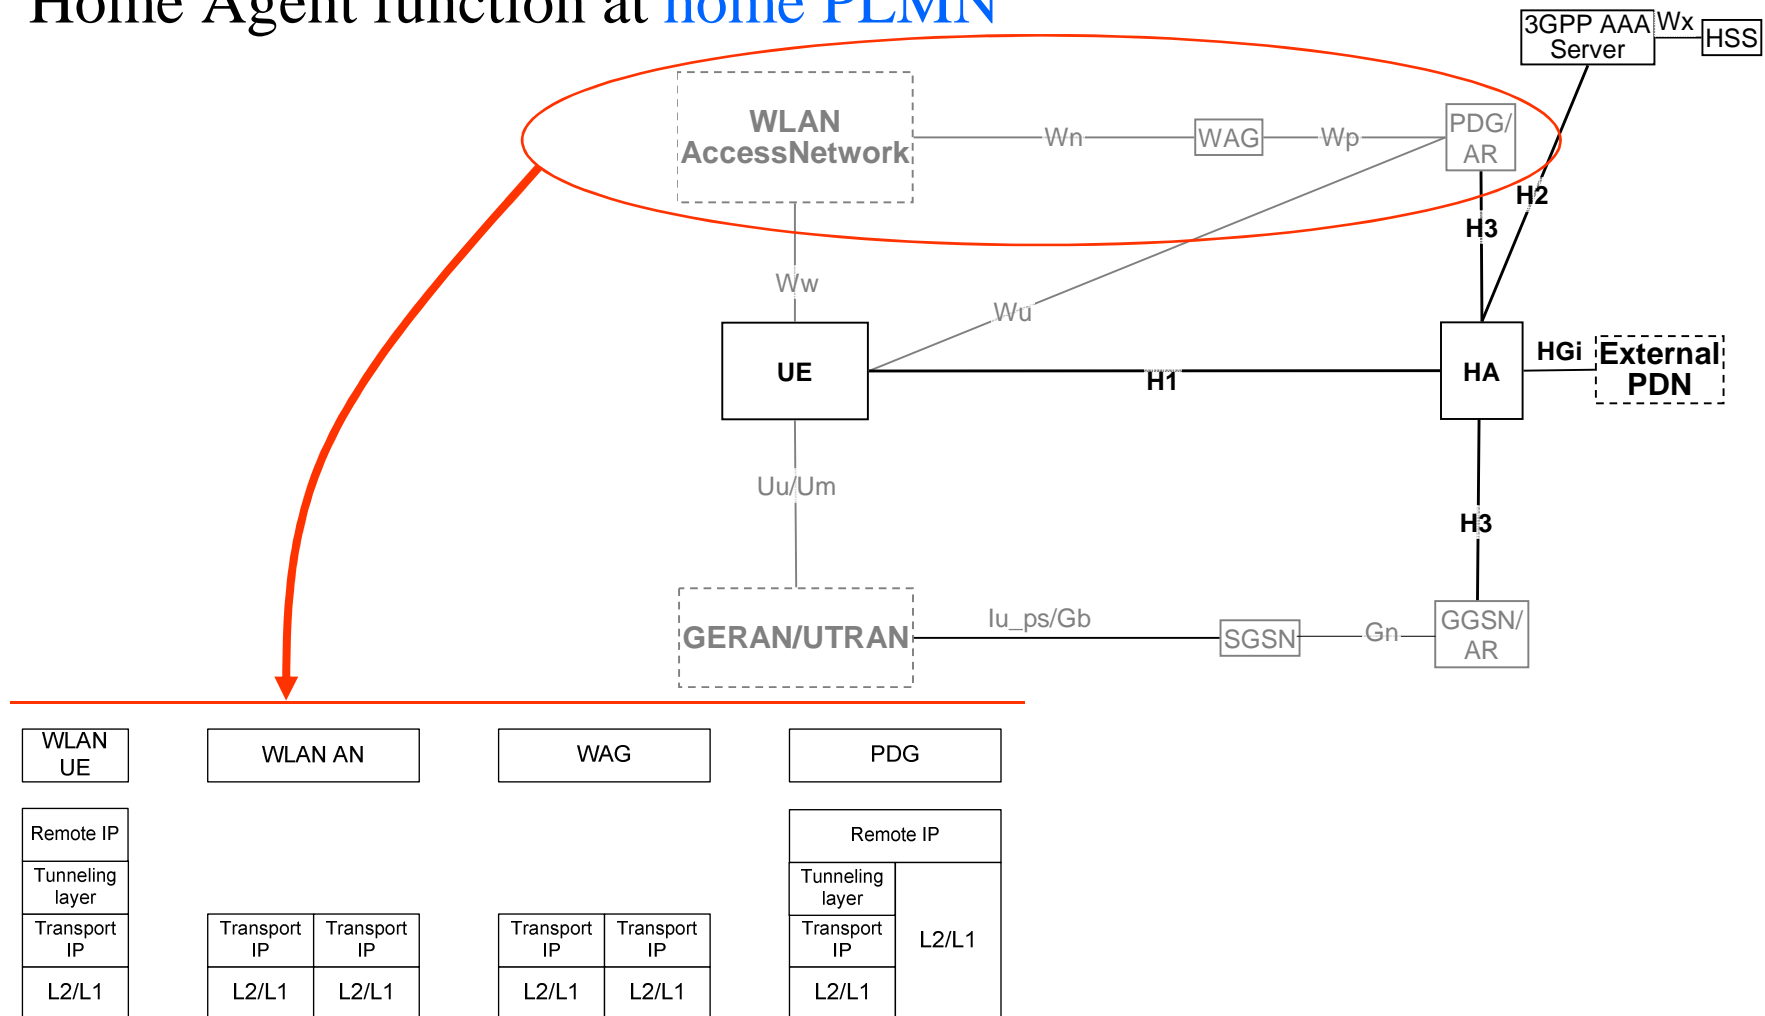 Home Agent function at home PLMN
3GPP AAA Server
Wx
HSS
WLAN
AccessNetwork
Wn
WAG
Wp
PDG/
AR
H2
H3
Ww
Wu
UE
H1
HA
HGi
External
PDN
Uu/Um
H3
GERAN/UTRAN
Iu_ps/Gb
SGSN
Gn
GGSN/
AR
WLAN
UE
WLAN AN
WAG
PDG
Remote IP
Remote IP
Tunneling
layer
Tunneling
layer
Transport
IP
Transport
IP
Transport
IP
Transport
IP
Transport
IP
Transport
IP
L2/L1
L2/L1
L2/L1
L2/L1
L2/L1
L2/L1
L2/L1